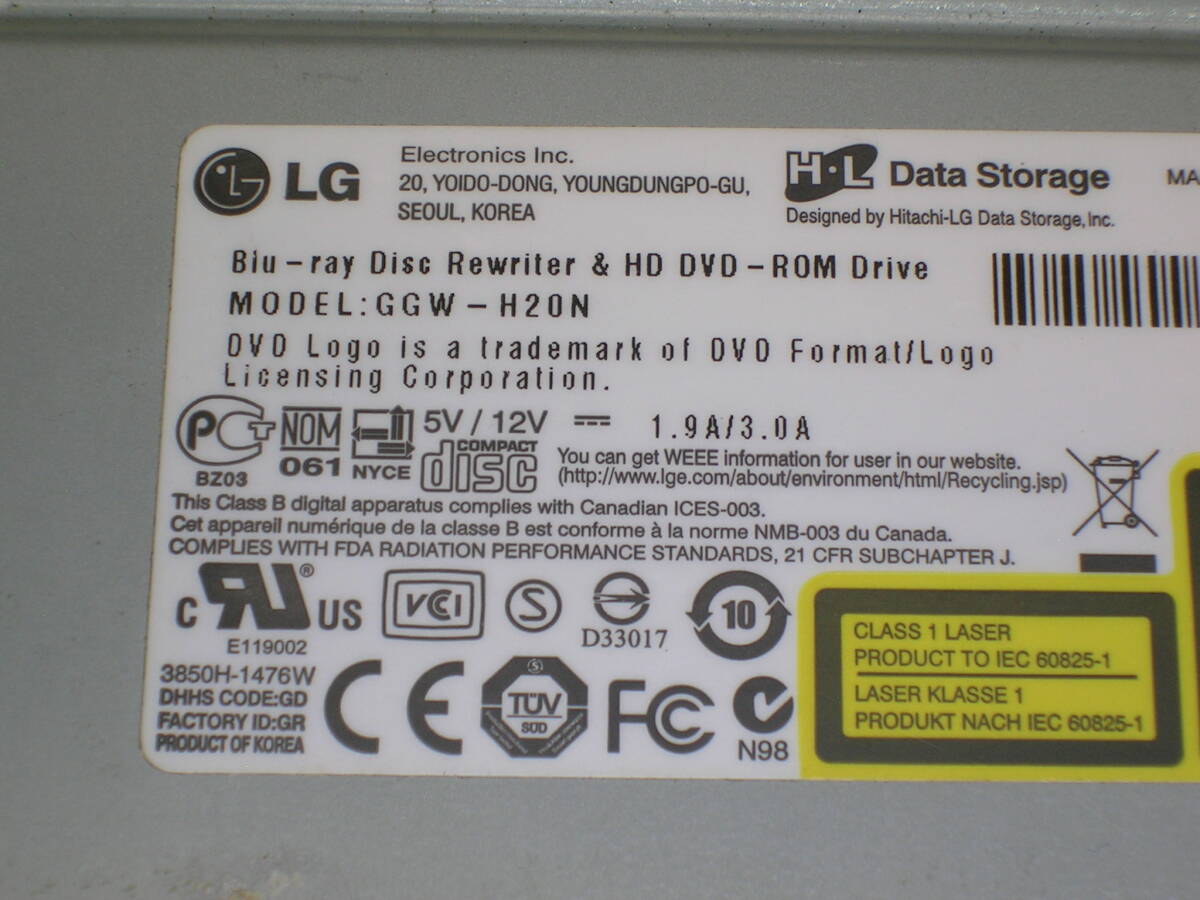 LG
Electronics Inc.
20, YOIDO-DONG, YOUNGDUNGPO-GU,
SEOUL, KOREA
H·L Data Storage
Designed by Hitachi-LG Data Storage, Inc.
MA
Blu-ray Disc Rewriter & HD DVD-ROM Drive
MODEL:GGW-H20N
DVD Logo is a trademark of DVD Format/Logo
Licensing Corporation.
PCT
BZ03
NOM
061
NYCE
5V / 12V 1.9A/3.0A
COMPACT
disc
You can get WEEE information for user in our website.
(http://www.lge.com/about/environment/html/Recycling.jsp)
This Class B digital apparatus complies with Canadian ICES-003.
Cet appareil numérique de la classe B est conforme à la norme NMB-003 du Canada.
COMPLIES WITH FDA RADIATION PERFORMANCE STANDARDS, 21 CFR SUBCHAPTER J.
C RU® US
E119002
VCI
S
D33017
10
3850H-1476W
DHHS CODE:GD
FACTORY ID:GR
PRODUCT OF KOREA
CE
S
TÜV
SÜD
FC
N98
CLASS 1 LASER
PRODUCT TO IEC 60825-1
LASER KLASSE 1
PRODUKT NACH IEC 60825-1